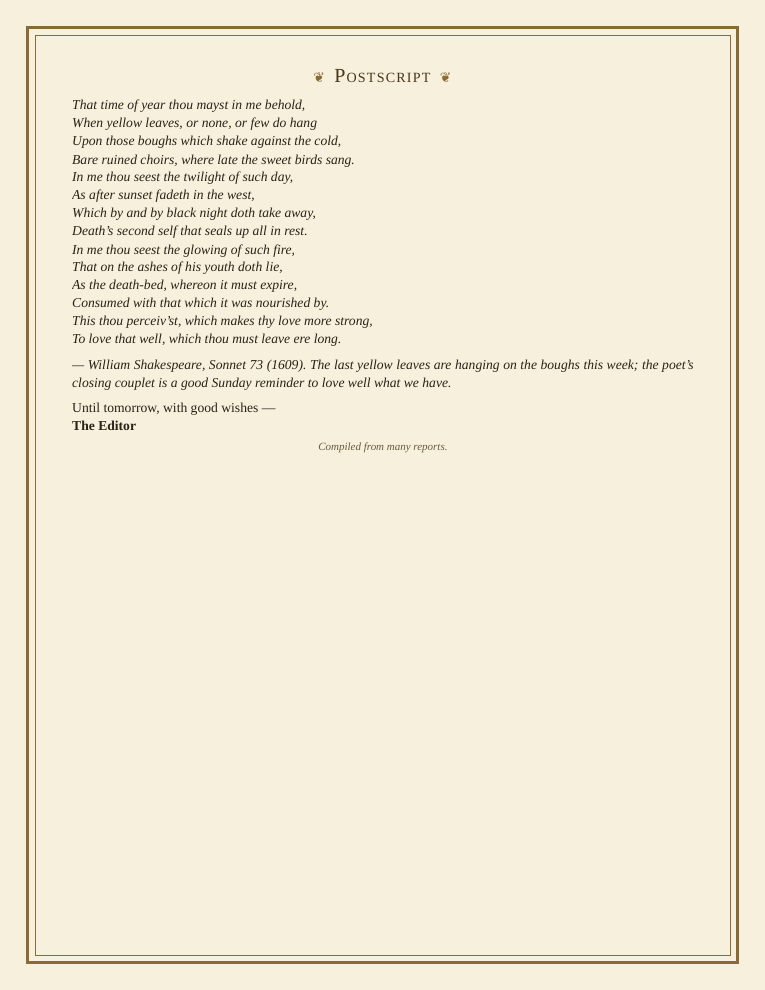 ❦ Postscript ❦
That time of year thou mayst in me behold,
When yellow leaves, or none, or few do hang
Upon those boughs which shake against the cold,
Bare ruined choirs, where late the sweet birds sang.
In me thou seest the twilight of such day,
As after sunset fadeth in the west,
Which by and by black night doth take away,
Death’s second self that seals up all in rest.
In me thou seest the glowing of such fire,
That on the ashes of his youth doth lie,
As the death-bed, whereon it must expire,
Consumed with that which it was nourished by.
This thou perceiv’st, which makes thy love more strong,
To love that well, which thou must leave ere long.
— William Shakespeare, Sonnet 73 (1609). The last yellow leaves are hanging on the boughs this week; the poet’s
closing couplet is a good Sunday reminder to love well what we have.
Until tomorrow, with good wishes —
The Editor
Compiled from many reports.